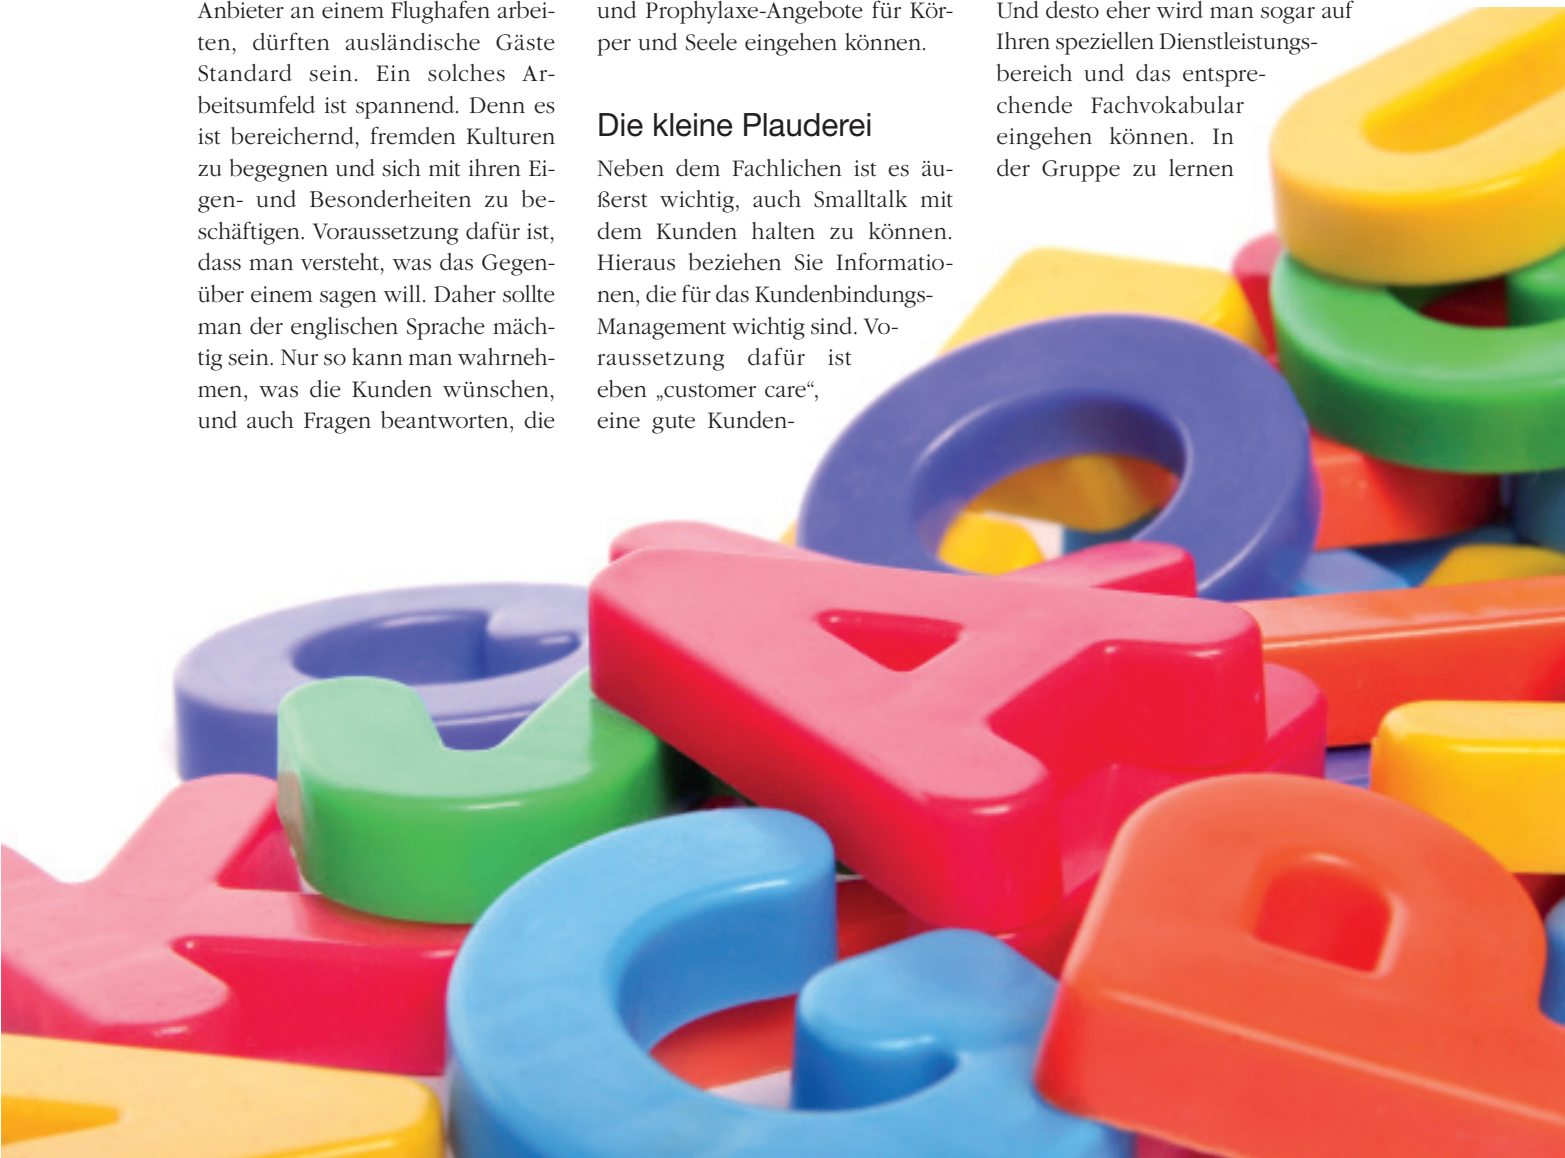 Anbieter an einem Flughafen arbei-
ten, dürften ausländische Gäste
Standard sein. Ein solches Ar-
beitsumfeld ist spannend. Denn es
ist bereichernd, fremden Kulturen
zu begegnen und sich mit ihren Ei-
gen- und Besonderheiten zu be-
schäftigen. Voraussetzung dafür ist,
dass man versteht, was das Gegen-
über einem sagen will. Daher sollte
man der englischen Sprache mäch-
tig sein. Nur so kann man wahrneh-
men, was die Kunden wünschen,
und auch Fragen beantworten, die
und Prophylaxe-Angebote für Kör-
per und Seele eingehen können.
Die kleine Plauderei
Neben dem Fachlichen ist es äu-
ßerst wichtig, auch Smalltalk mit
dem Kunden halten zu können.
Hieraus beziehen Sie Informatio-
nen, die für das Kundenbindungs-
Management wichtig sind. Vo-
raussetzung dafür ist
eben „customer care“,
eine gute Kunden-
Und desto eher wird man sogar auf
Ihren speziellen Dienstleistungs-
bereich und das entspre-
chende Fachvokabular
eingehen können. In
der Gruppe zu lernen